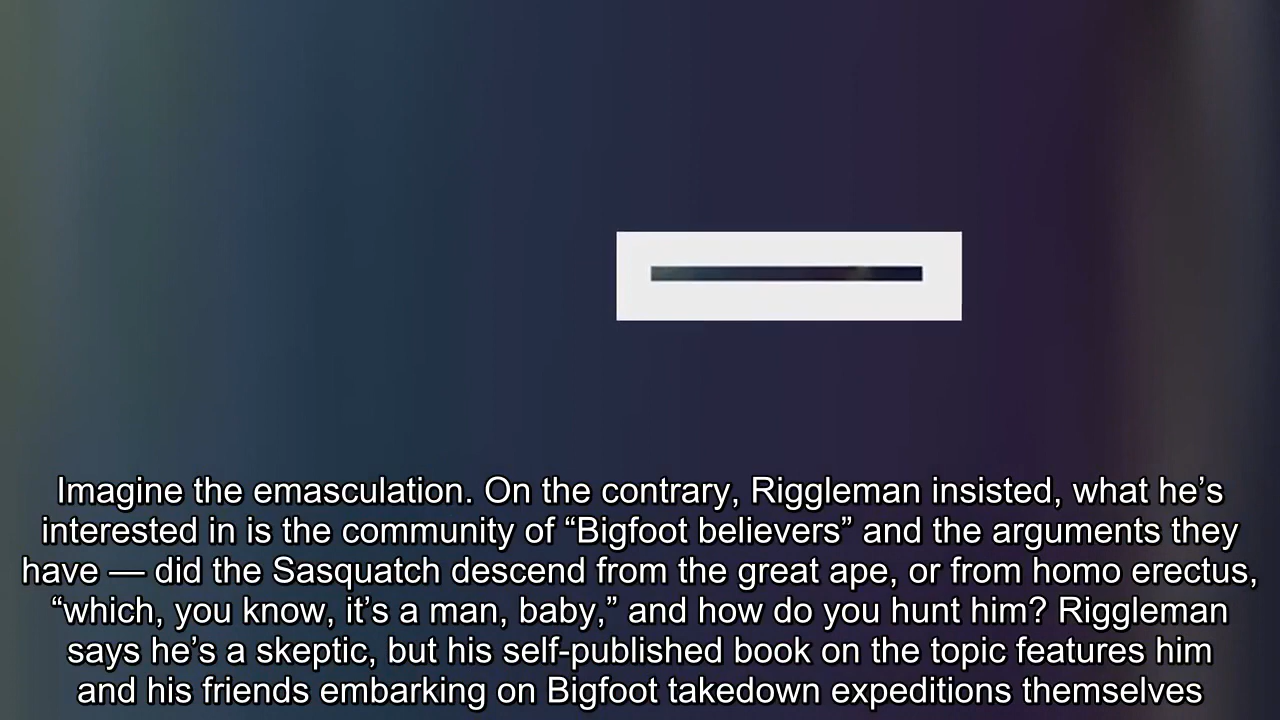 Imagine the emasculation. On the contrary, Riggleman insisted, what he’s
interested in is the community of “Bigfoot believers” and the arguments they
have — did the Sasquatch descend from the great ape, or from homo erectus,
“which, you know, it’s a man, baby,” and how do you hunt him? Riggleman
says he’s a skeptic, but his self-published book on the topic features him
and his friends embarking on Bigfoot takedown expeditions themselves